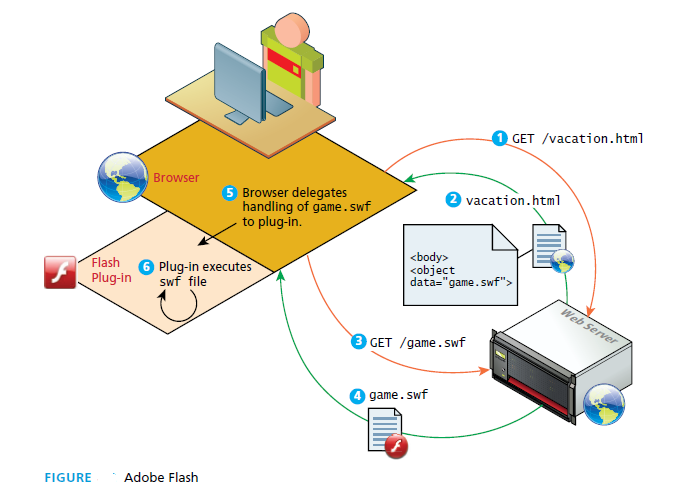 1 GET /vacation.html
Browser
5 Browser delegates
handling of game.swf
to plug-in.
2 vacation.html
<body>
<object
data="game.swf">
Flash
Plug-in
6 Plug-in executes
swf file
Web Server
3 GET /game.swf
4 game.swf
FIGURE Adobe Flash